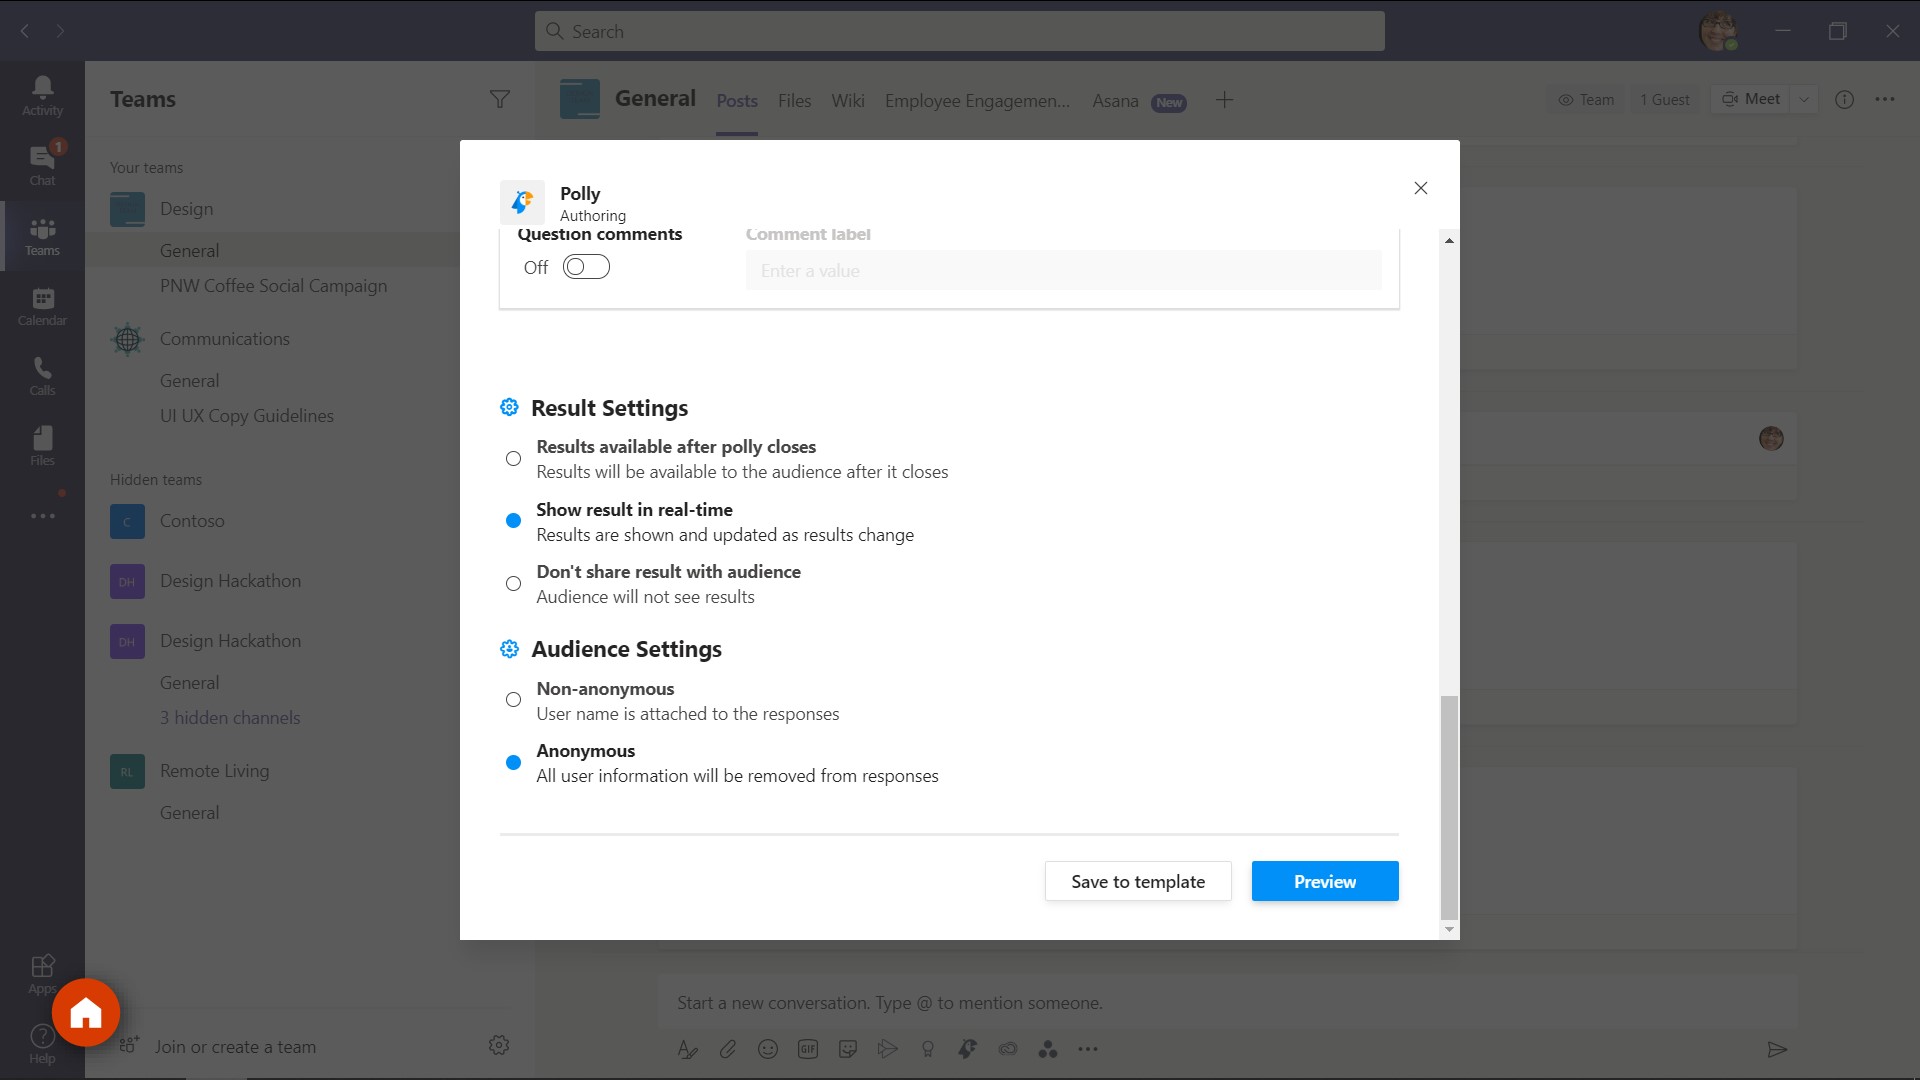 Search
Activity
Chat
1
Teams
Calendar
Calls
Files
Apps
Help
Teams
Your teams
Design
General
PNW Coffee Social Campaign
Communications
General
UI UX Copy Guidelines
Hidden teams
C
Contoso
DH
Design Hackathon
DH
Design Hackathon
General
3 hidden channels
RL
Remote Living
General
Join or create a team
General
Posts
Files
Wiki
Employee Engagemen...
Asana
New
Team
1 Guest
Meet
Polly
Authoring
Question comments
Off
Comment label
Enter a value
Result Settings
Results available after polly closes
Results will be available to the audience after it closes
Show result in real-time
Results are shown and updated as results change
Don't share result with audience
Audience will not see results
Audience Settings
Non-anonymous
User name is attached to the responses
Anonymous
All user information will be removed from responses
Save to template
Preview
Start a new conversation. Type @ to mention someone.
GIF